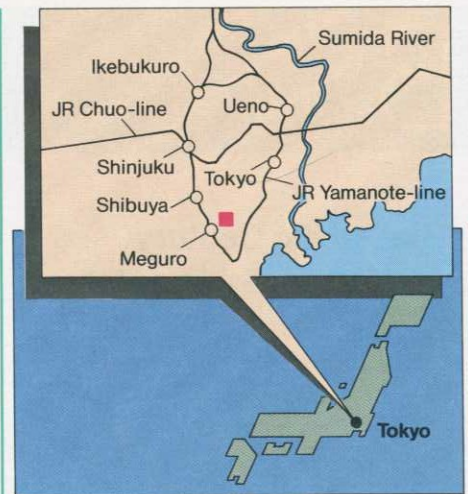 Sumida River
Ikebukuro
JR Chuo-line
Ueno
Shinjuku
Tokyo
JR Yamanote-line
Shibuya
Meguro
Tokyo